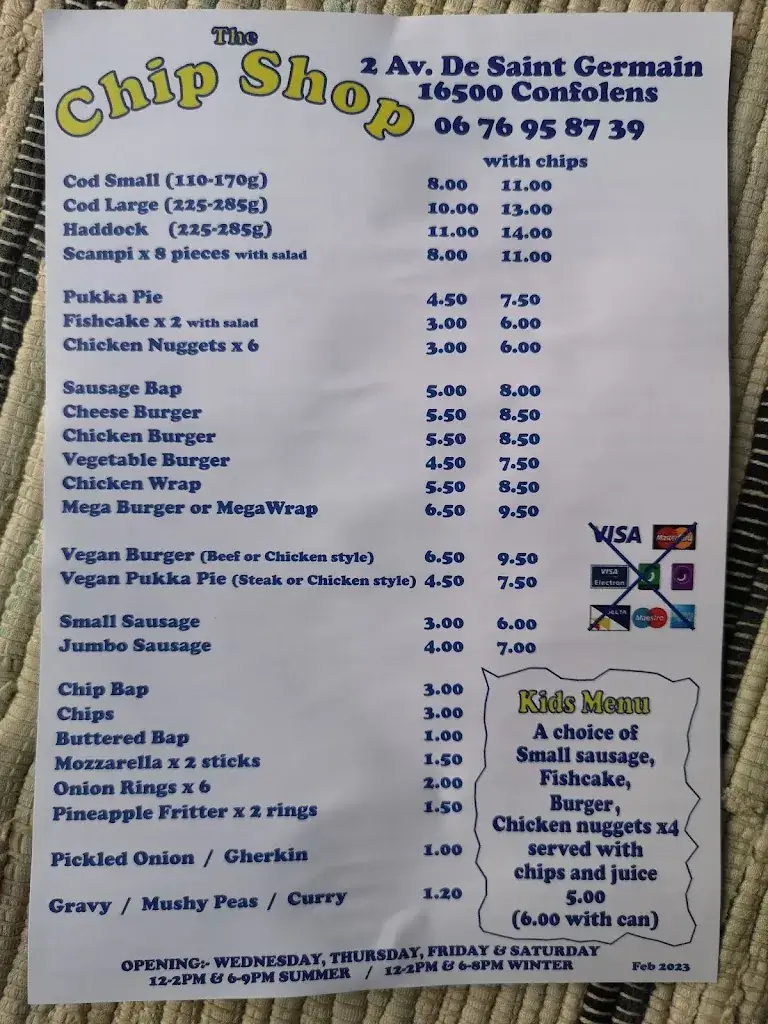 The
Chip Shop
2 Av. De Saint Germain
16500 Confolens
06 76 95 87 39
with chips
Cod Small (110-170g) 8.00 11.00
Cod Large (225-285g) 10.00 13.00
Haddock (225-285g) 11.00 14.00
Scampi x 8 pieces with salad 8.00 11.00
Pukka Pie 4.50 7.50
Fishcake x 2 with salad 3.00 6.00
Chicken Nuggets x 6 3.00 6.00
Sausage Bap 5.00 8.00
Cheese Burger 5.50 8.50
Chicken Burger 5.50 8.50
Vegetable Burger 4.50 7.50
Chicken Wrap 5.50 8.50
Mega Burger or MegaWrap 6.50 9.50
Vegan Burger (Beef or Chicken style) 6.50 9.50
Vegan Pukka Pie (Steak or Chicken style) 4.50 7.50
Small Sausage 3.00 6.00
Jumbo Sausage 4.00 7.00
Chip Bap 3.00
Chips 3.00
Buttered Bap 1.00
Mozzarella x 2 sticks 1.50
Onion Rings x 6 2.00
Pineapple Fritter x 2 rings 1.50
Pickled Onion / Gherkin 1.00
Gravy / Mushy Peas / Curry 1.20
VISA MasterCard
VISA
Electron
Maestro
Kids Menu
A choice of
Small sausage,
Fishcake,
Burger,
Chicken nuggets x4
served with
chips and juice
5.00
(6.00 with can)
OPENING:- WEDNESDAY, THURSDAY, FRIDAY & SATURDAY
12-2PM & 6-9PM SUMMER / 12-2PM & 6-8PM WINTER
Feb 2023